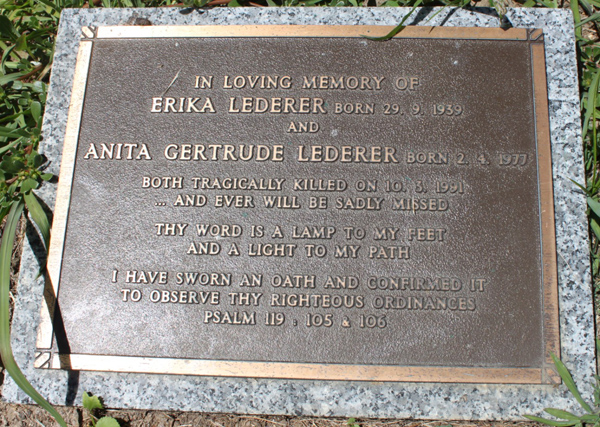 IN LOVING MEMORY OF
ERIKA LEDERER BORN 29. 9. 1939
AND
ANITA GERTRUDE LEDERER BORN 2. 4. 1977
BOTH TRAGICALLY KILLED ON 10. 3. 1991
... AND EVER WILL BE SADLY MISSED
THY WORD IS A LAMP TO MY FEET
AND A LIGHT TO MY PATH
I HAVE SWORN AN OATH AND CONFIRMED IT
TO OBSERVE THY RIGHTEOUS ORDINANCES
PSALM 119 : 105 & 106